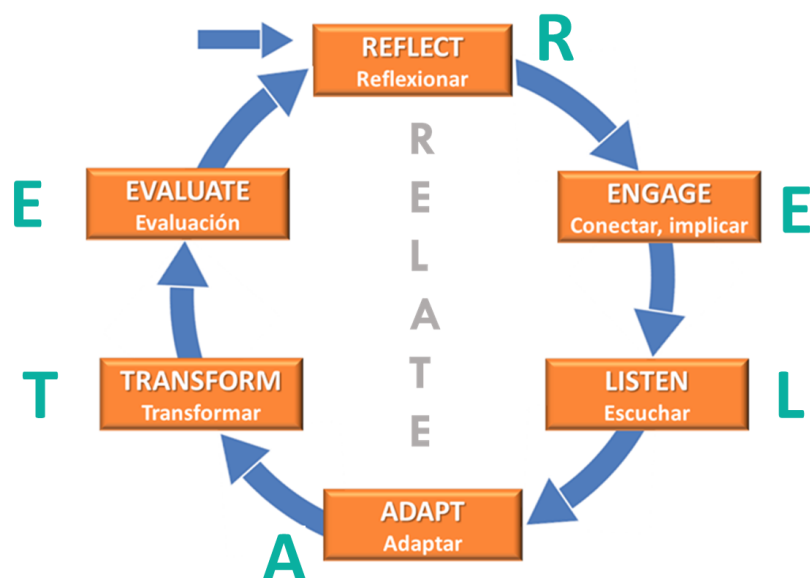 REFLECT
Reflexionar
R
ENGAGE
Conectar, implicar
E
LISTEN
Escuchar
L
ADAPT
Adaptar
A
TRANSFORM
Transformar
T
EVALUATE
Evaluación
E
R
E
L
A
T
E